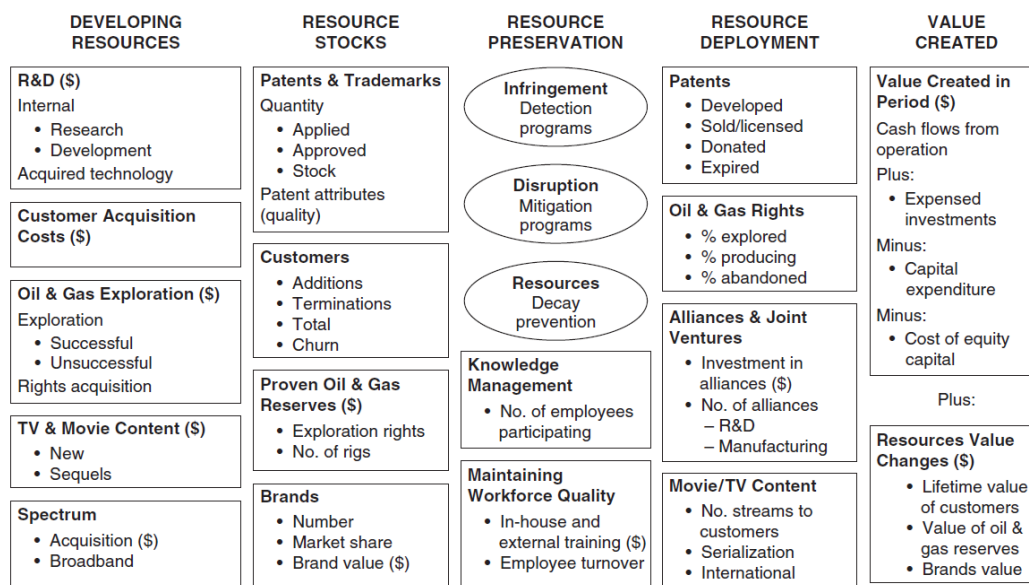 DEVELOPING
RESOURCES
R&D ($)
Internal
• Research
• Development
Acquired technology
Customer Acquisition
Costs ($)
Oil & Gas Exploration ($)
Exploration
• Successful
• Unsuccessful
Rights acquisition
TV & Movie Content ($)
• New
• Sequels
Spectrum
• Acquisition ($)
• Broadband
RESOURCE
STOCKS
Patents & Trademarks
Quantity
• Applied
• Approved
• Stock
Patent attributes
(quality)
Customers
• Additions
• Terminations
• Total
• Churn
Proven Oil & Gas
Reserves ($)
• Exploration rights
• No. of rigs
Brands
• Number
• Market share
• Brand value ($)
RESOURCE
PRESERVATION
Infringement
Detection
programs
Disruption
Mitigation
programs
Resources
Decay
prevention
Knowledge
Management
• No. of employees
participating
Maintaining
Workforce Quality
• In-house and
external training ($)
• Employee turnover
RESOURCE
DEPLOYMENT
Patents
• Developed
• Sold/licensed
• Donated
• Expired
Oil & Gas Rights
• % explored
• % producing
• % abandoned
Alliances & Joint
Ventures
• Investment in
alliances ($)
• No. of alliances
– R&D
– Manufacturing
Movie/TV Content
• No. streams to
customers
• Serialization
• International
VALUE
CREATED
Value Created in
Period ($)
Cash flows from
operation
Plus:
• Expensed
investments
Minus:
• Capital
expenditure
Minus:
• Cost of equity
capital
Plus:
Resources Value
Changes ($)
• Lifetime value
of customers
• Value of oil &
gas reserves
• Brands value